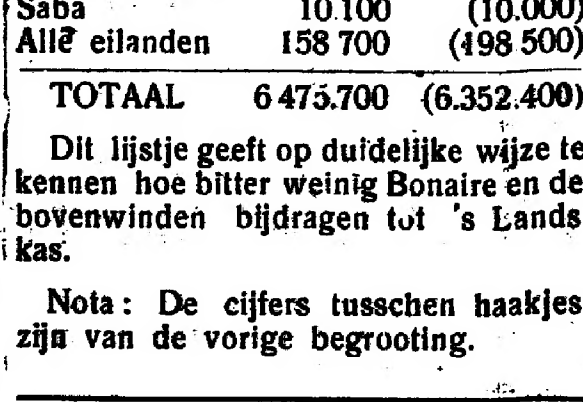 Saba 10.100 (10.000)
Alle eilanden 158 700 (498 500)
TOTAAL 6 475.700 (6.352.400)
Dit lijstje geeft op duidelijke wijze te
kennen hoe bitter weinig Bonaire en de
bovenwinden bijdragen tot 's Lands
kas.
Nota: De cijfers tusschen haakjes
zijn van de vorige begrooting.